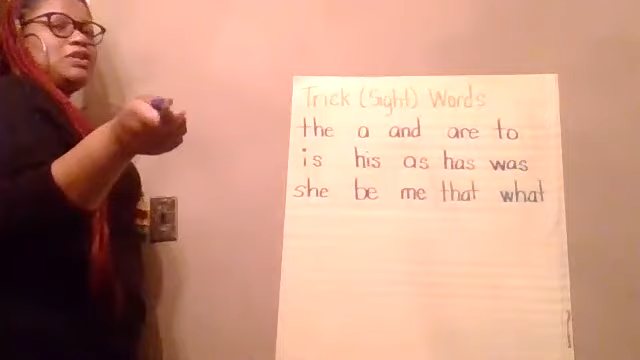 Trick (Sight) Words
the a and are to
is his as has was
she be me that what